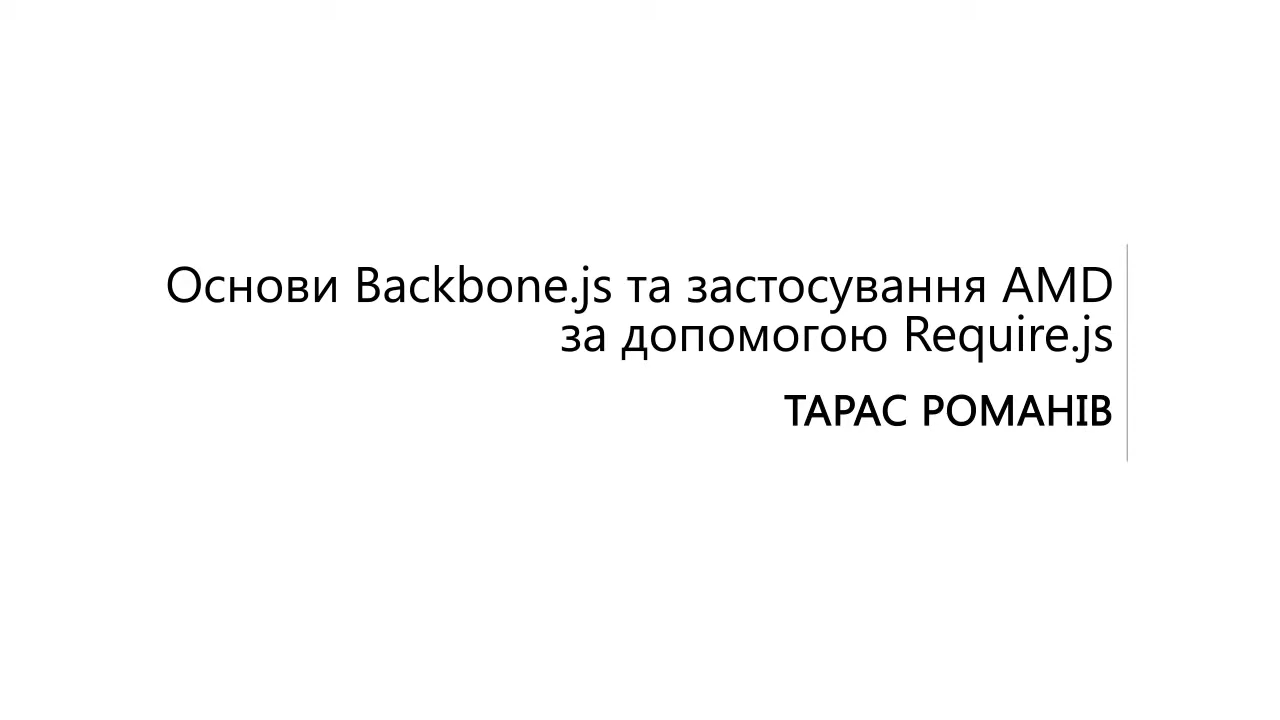 Основи Backbone.js та застосування AMD
за допомогою Require.js
ТАРАС РОМАНІВ